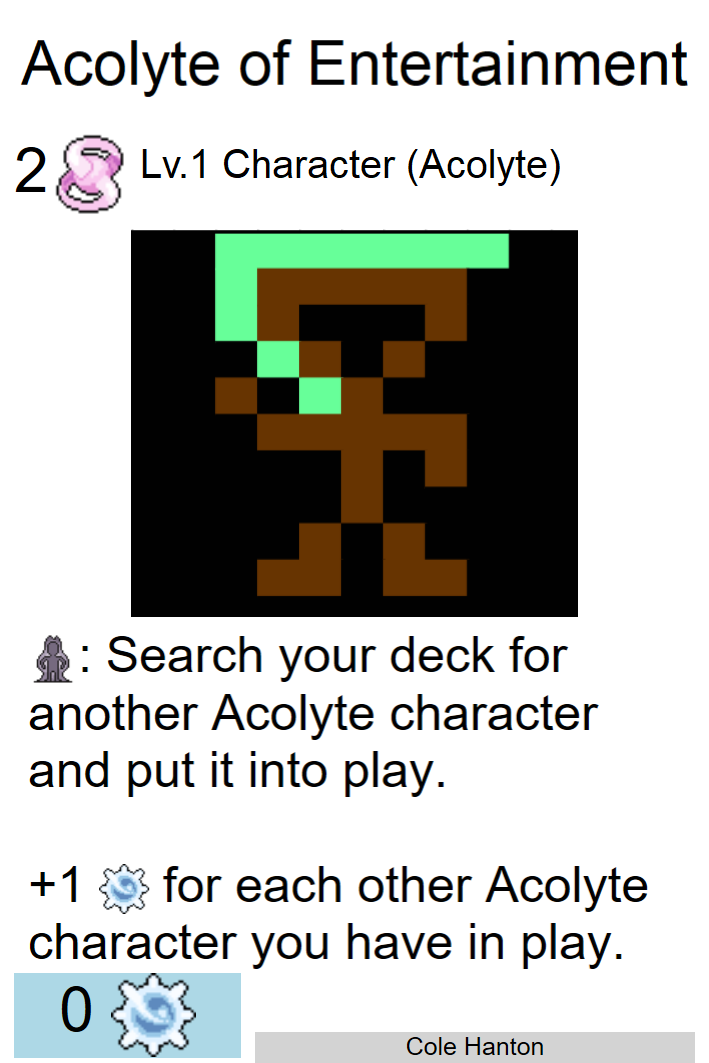 Acolyte of Entertainment
2 Lv.1 Character (Acolyte)
: Search your deck for
another Acolyte character
and put it into play.
+1 for each other Acolyte
character you have in play.
0
Cole Hanton